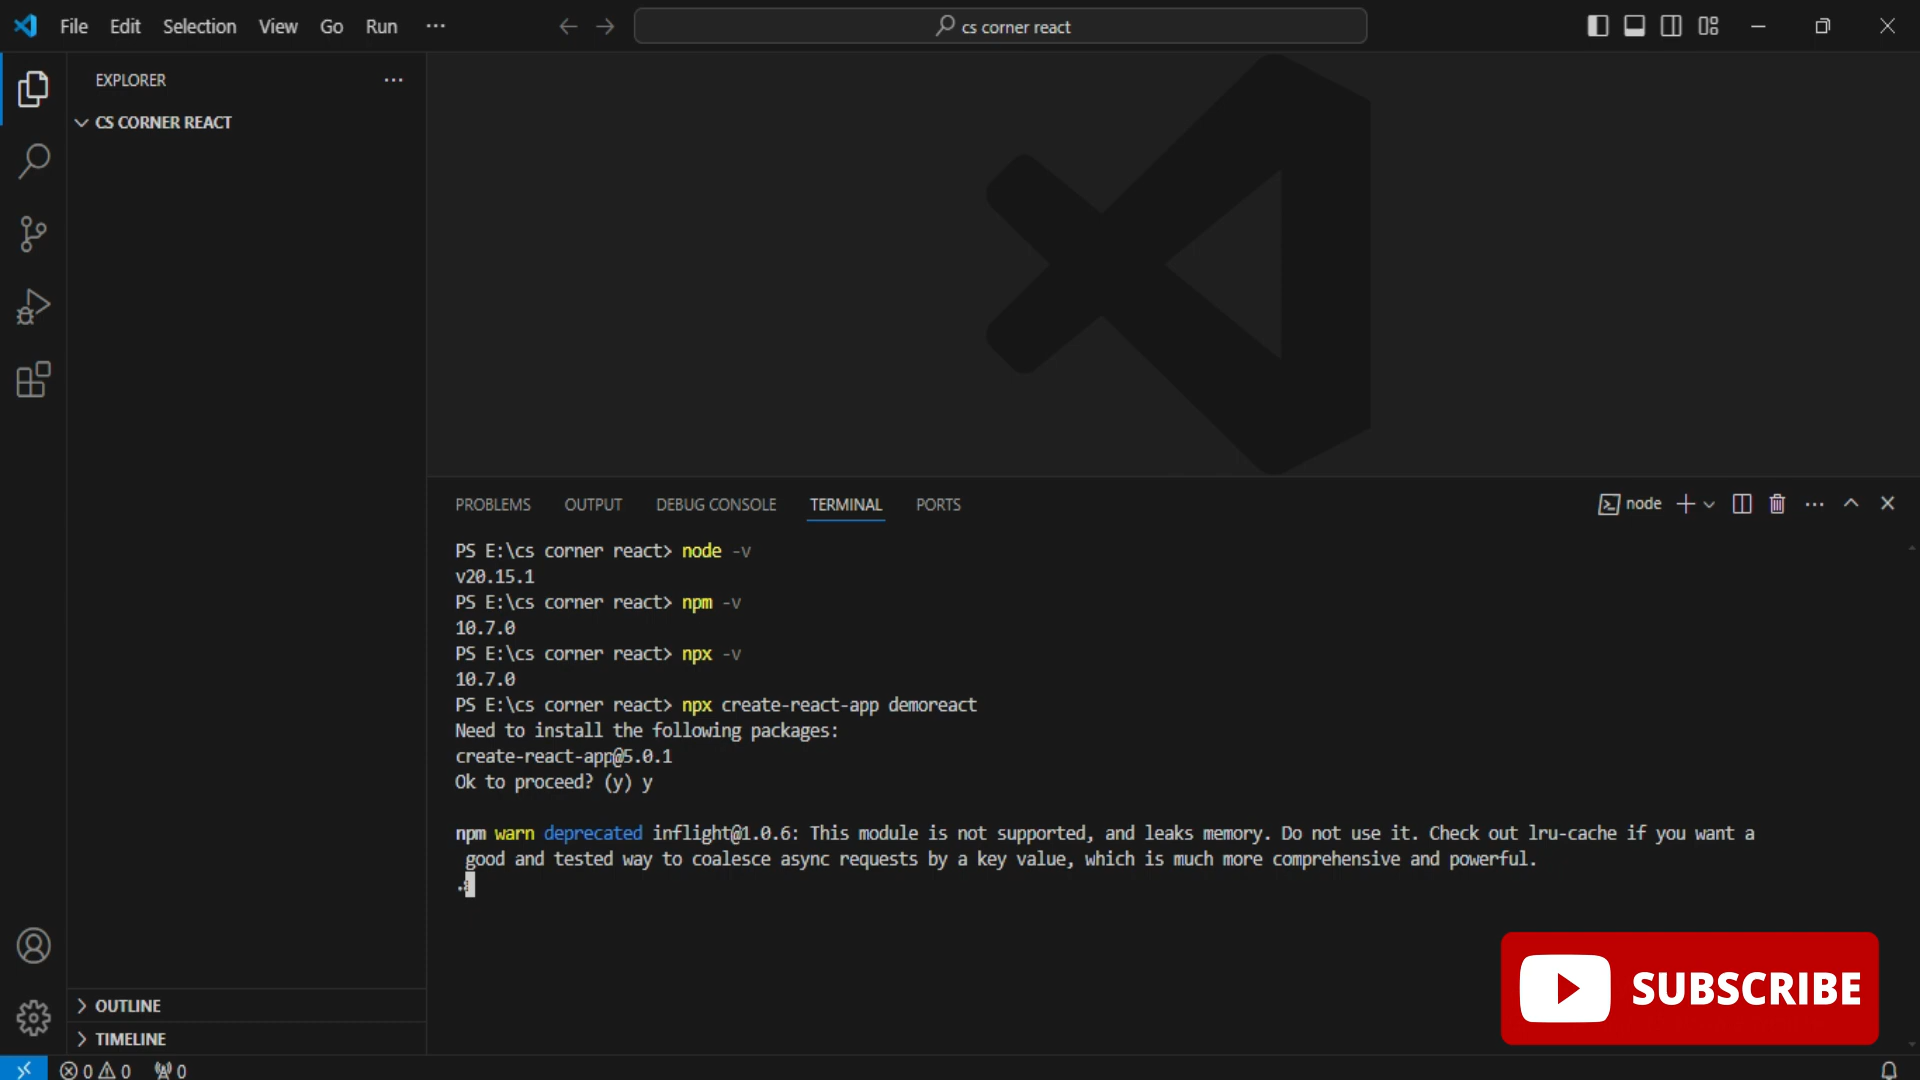 File Edit Selection View Go Run ···
cs corner react
EXPLORER ···
CS CORNER REACT
PROBLEMS OUTPUT DEBUG CONSOLE TERMINAL PORTS
node
PS E:\cs corner react> node -v
v20.15.1
PS E:\cs corner react> npm -v
10.7.0
PS E:\cs corner react> npx -v
10.7.0
PS E:\cs corner react> npx create-react-app demoreact
Need to install the following packages:
create-react-app@5.0.1
Ok to proceed? (y) y
npm warn deprecated inflight@1.0.6: This module is not supported, and leaks memory. Do not use it. Check out lru-cache if you want a
good and tested way to coalesce async requests by a key value, which is much more comprehensive and powerful.
SUBSCRIBE
OUTLINE
TIMELINE
0 0 0